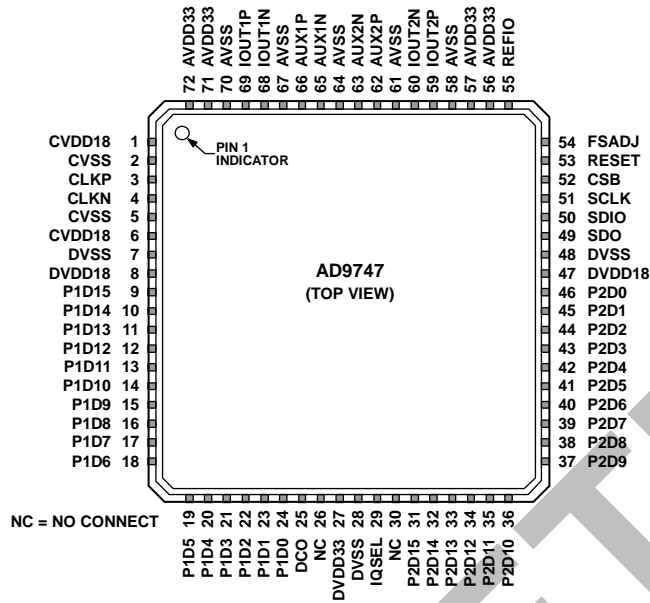 72 AVDD33
71 AVDD33
70 AVSS
69 IOUT1P
68 IOUT1N
67 AVSS
66 AUX1P
65 AUX1N
64 AVSS
63 AUX2N
62 AUX2P
61 AVSS
60 IOUT2N
59 IOUT2P
58 AVSS
57 AVDD33
56 AVDD33
55 REFIO
CVDD18 1
CVSS 2
CLKP 3
CLKN 4
CVSS 5
CVDD18 6
DVSS 7
DVDD18 8
P1D15 9
P1D14 10
P1D13 11
P1D12 12
P1D11 13
P1D10 14
P1D9 15
P1D8 16
P1D7 17
P1D6 18
PIN 1
INDICATOR
AD9747
(TOP VIEW)
54 FSADJ
53 RESET
52 CSB
51 SCLK
50 SDIO
49 SDO
48 DVSS
47 DVDD18
46 P2D0
45 P2D1
44 P2D2
43 P2D3
42 P2D4
41 P2D5
40 P2D6
39 P2D7
38 P2D8
37 P2D9
NC = NO CONNECT
P1D5 19
P1D4 20
P1D3 21
P1D2 22
P1D1 23
P1D0 24
DCO 25
NC 26
DVDD33 27
DVSS 28
IQSEL 29
NC 30
P2D15 31
P2D14 32
P2D13 33
P2D12 34
P2D11 35
P2D10 36